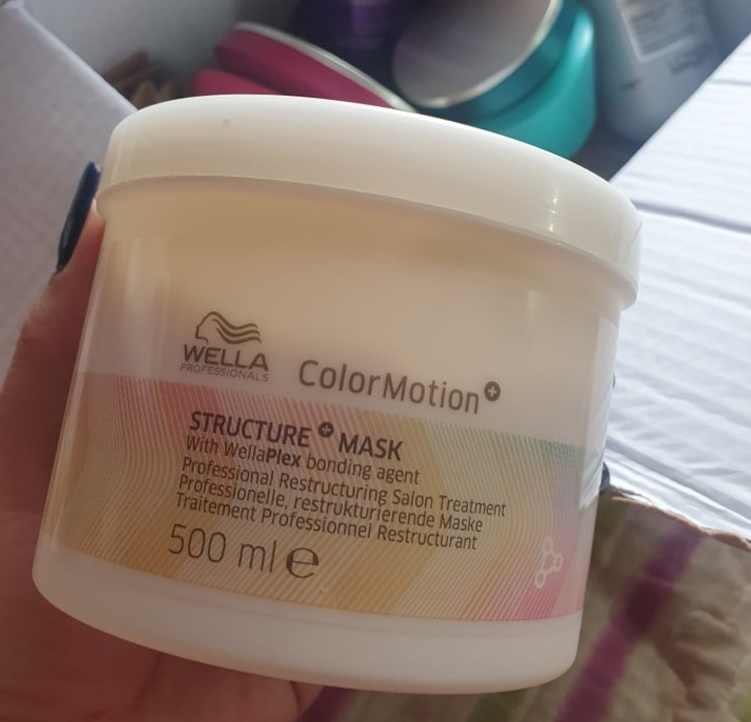 WELLA
PROFESSIONALS
ColorMotion+
STRUCTURE + MASK
With WellaPlex bonding agent
Professional Restructuring Salon Treatment
Professionelle, restrukturierende Maske
Traitement Professionnel Restructurant
500 ml e